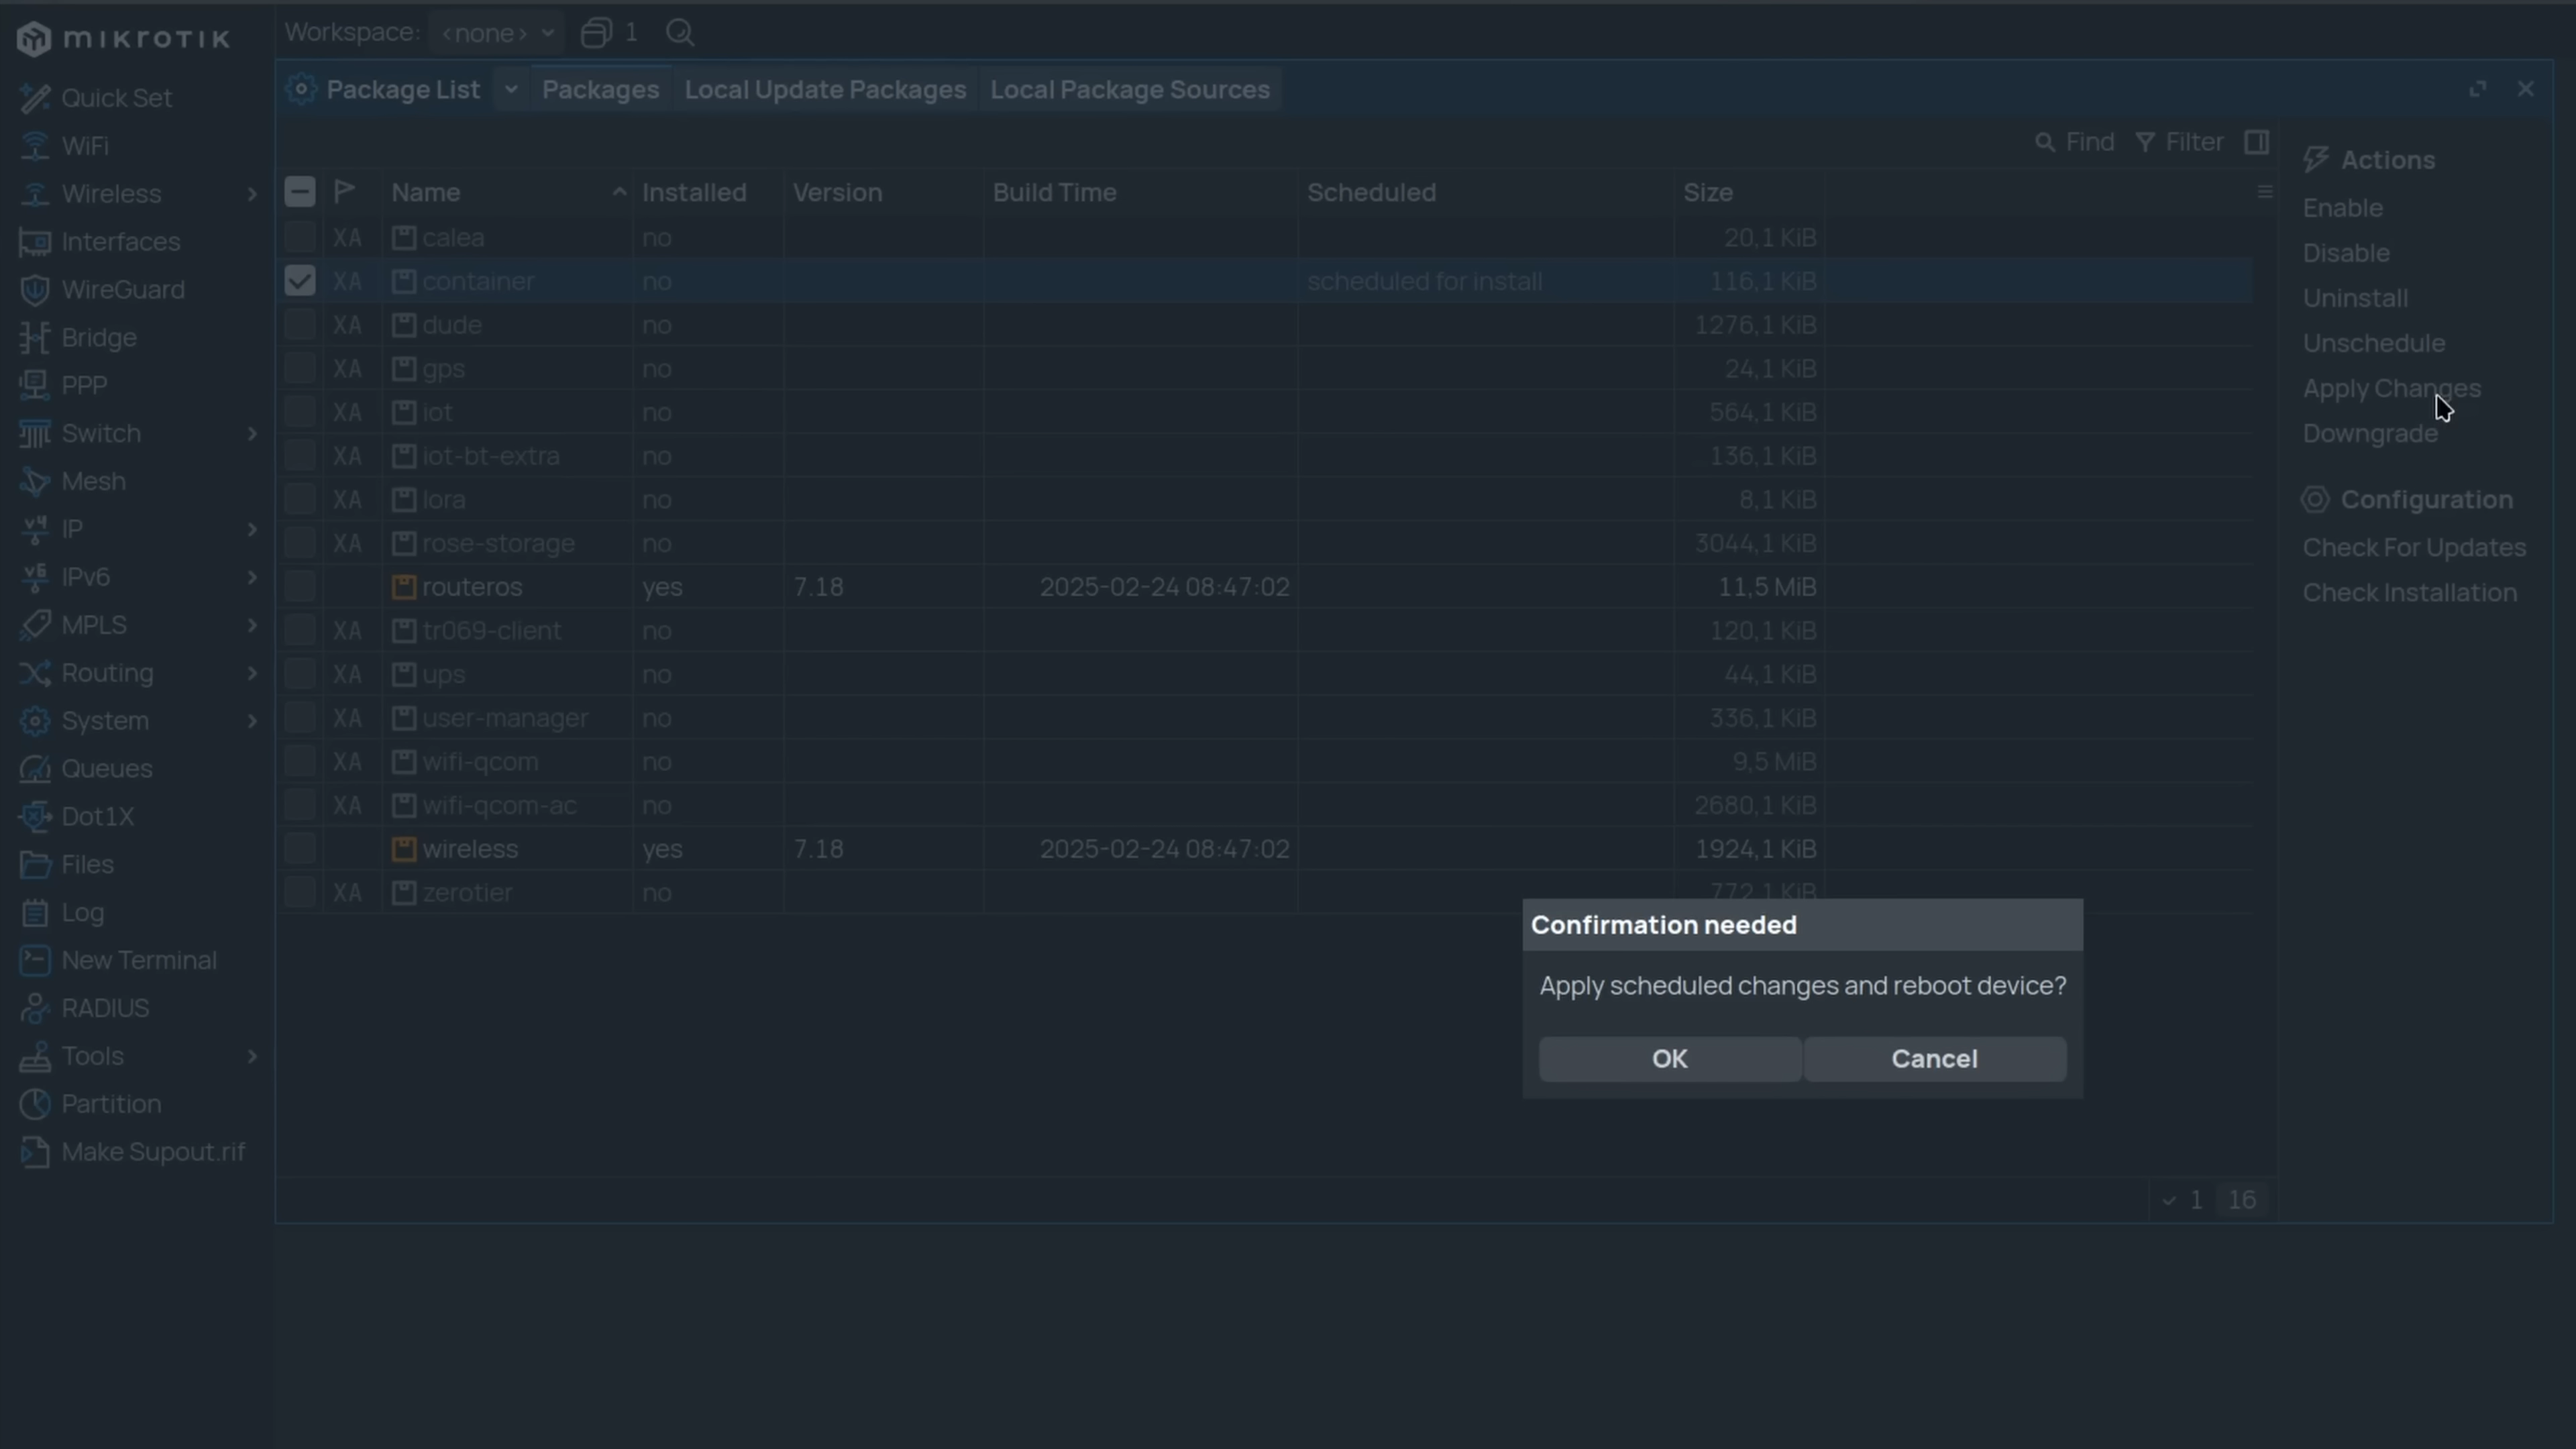 mikrotik
Workspace: <none> 1
Package List Packages Local Update Packages Local Package Sources
Quick Set
WiFi
Wireless
Interfaces
WireGuard
Bridge
PPP
Switch
Mesh
v4 IP
v6 IPv6
MPLS
Routing
System
Queues
Dot1X
Files
Log
New Terminal
RADIUS
Tools
Partition
Make Supout.rif
Find Filter
Name Installed Version Build Time Scheduled Size
XA calea no 20,1 KiB
XA container no scheduled for install 116,1 KiB
XA dude no 1276,1 KiB
XA gps no 24,1 KiB
XA iot no 564,1 KiB
XA iot-bt-extra no 136,1 KiB
XA lora no 8,1 KiB
XA rose-storage no 3044,1 KiB
routeros yes 7.18 2025-02-24 08:47:02 11,5 MiB
XA tr069-client no 120,1 KiB
XA ups no 44,1 KiB
XA user-manager no 336,1 KiB
XA wifi-qcom no 9,5 MiB
XA wifi-qcom-ac no 2680,1 KiB
wireless yes 7.18 2025-02-24 08:47:02 1924,1 KiB
XA zerotier no 772,1 KiB
Confirmation needed
Apply scheduled changes and reboot device?
OK Cancel
1 16
Actions
Enable
Disable
Uninstall
Unschedule
Apply Changes
Downgrade
Configuration
Check For Updates
Check Installation